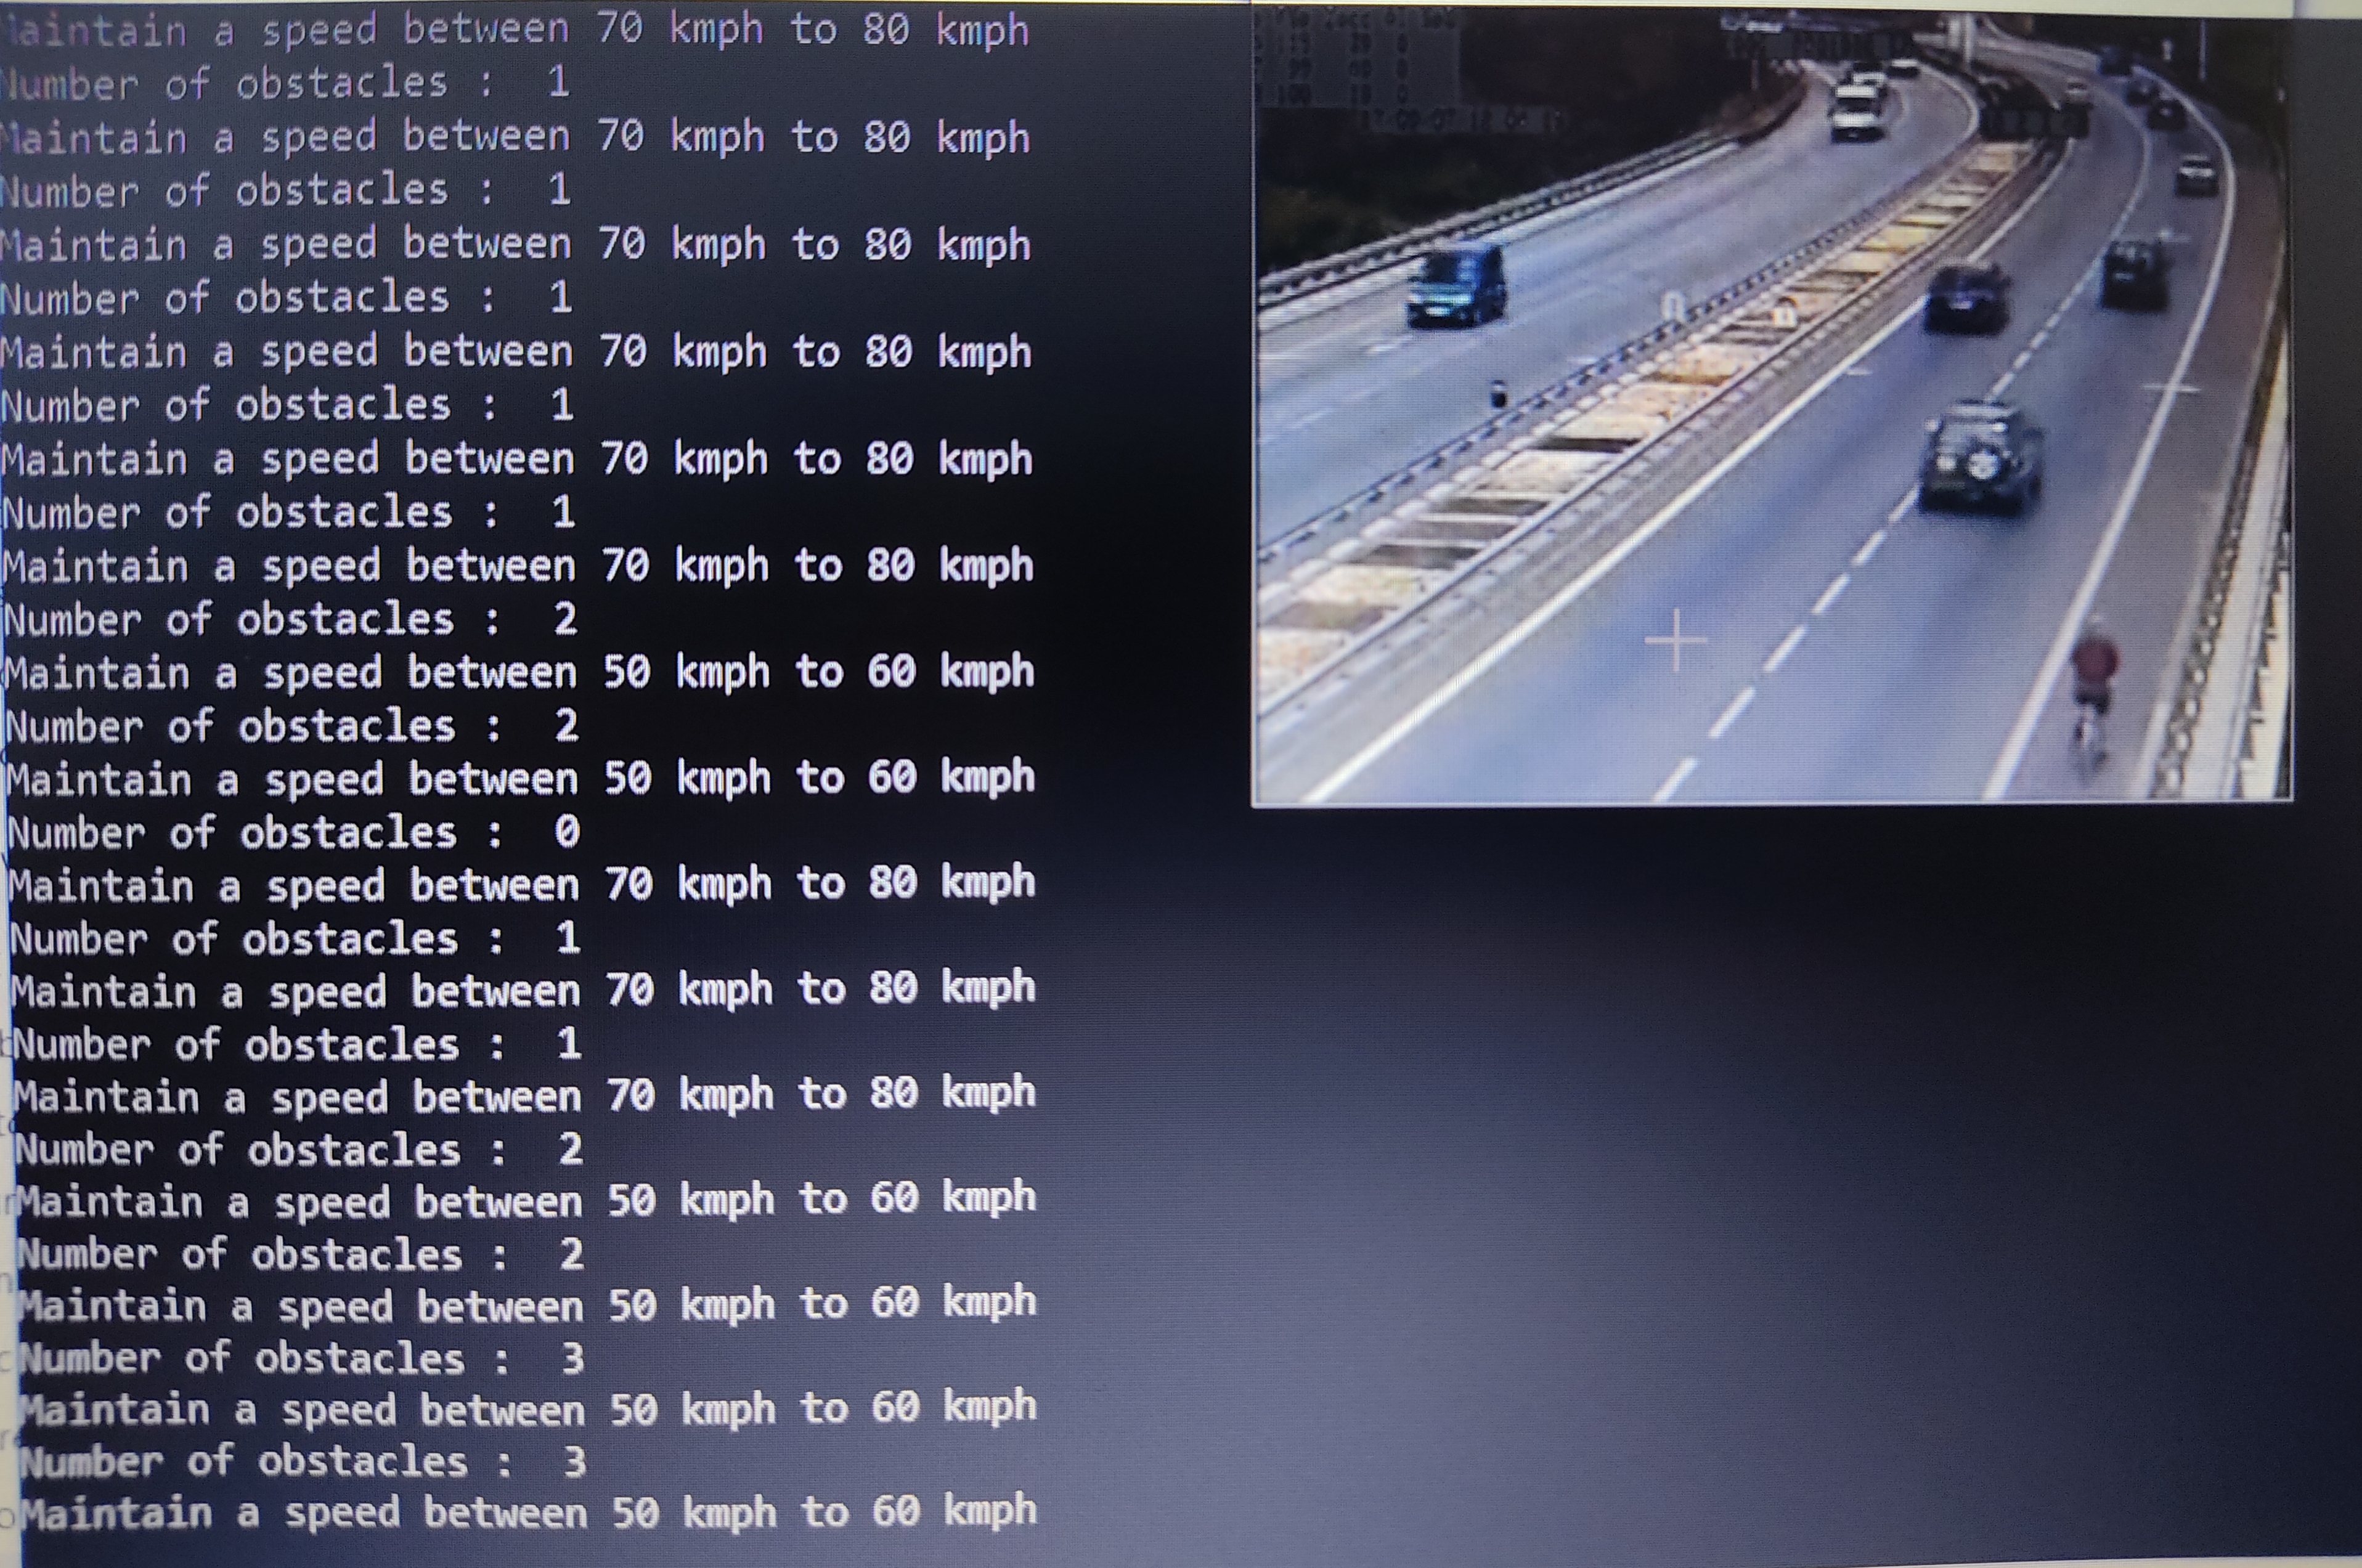 Maintain a speed between 70 kmph to 80 kmph
Number of obstacles : 1
Maintain a speed between 70 kmph to 80 kmph
Number of obstacles : 1
Maintain a speed between 70 kmph to 80 kmph
Number of obstacles : 1
Maintain a speed between 70 kmph to 80 kmph
Number of obstacles : 1
Maintain a speed between 70 kmph to 80 kmph
Number of obstacles : 1
Maintain a speed between 70 kmph to 80 kmph
Number of obstacles : 2
Maintain a speed between 50 kmph to 60 kmph
Number of obstacles : 2
Maintain a speed between 50 kmph to 60 kmph
Number of obstacles : 0
Maintain a speed between 70 kmph to 80 kmph
Number of obstacles : 1
Maintain a speed between 70 kmph to 80 kmph
Number of obstacles : 1
Maintain a speed between 70 kmph to 80 kmph
Number of obstacles : 2
Maintain a speed between 50 kmph to 60 kmph
Number of obstacles : 2
Maintain a speed between 50 kmph to 60 kmph
Number of obstacles : 3
Maintain a speed between 50 kmph to 60 kmph
Number of obstacles : 3
Maintain a speed between 50 kmph to 60 kmph